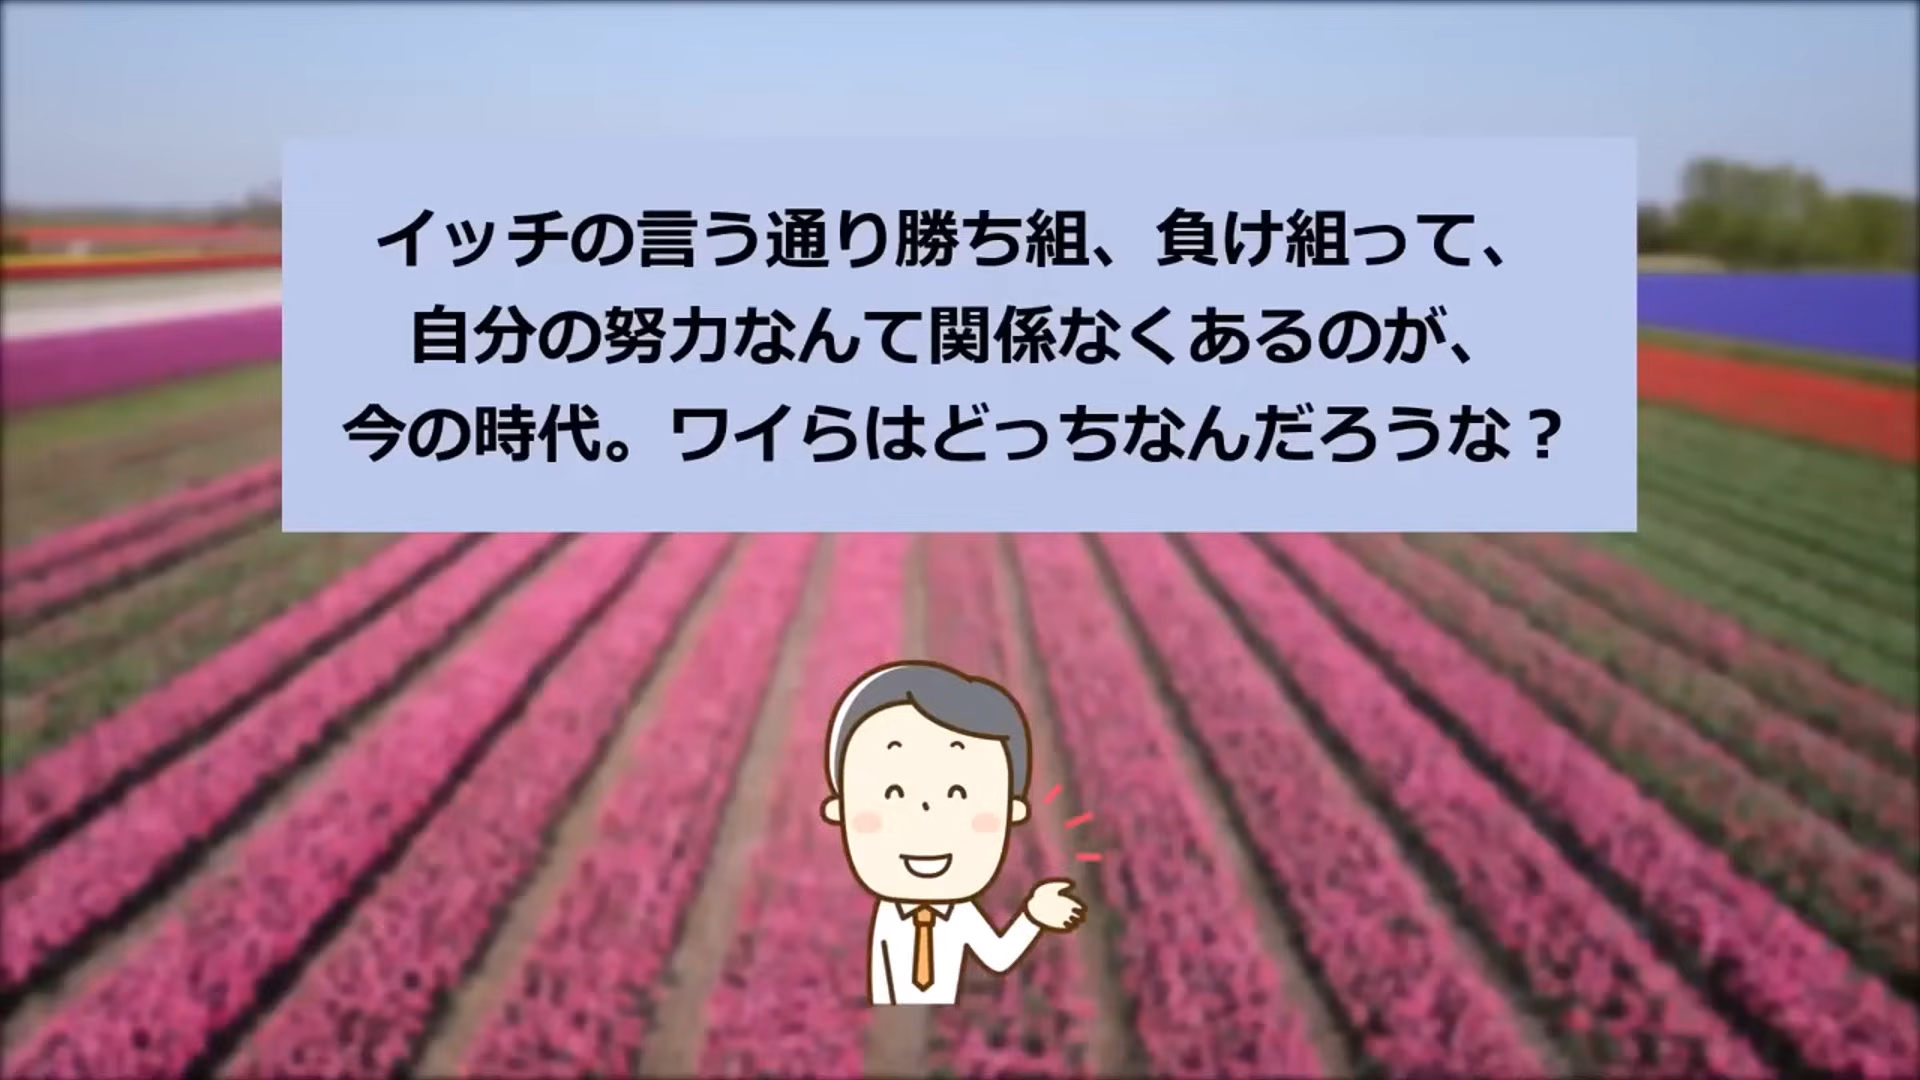 イッチの言う通り勝ち組、負け組って、
自分の努力なんて関係なくあるのが、
今の時代。ワイらはどっちなんだろうな？